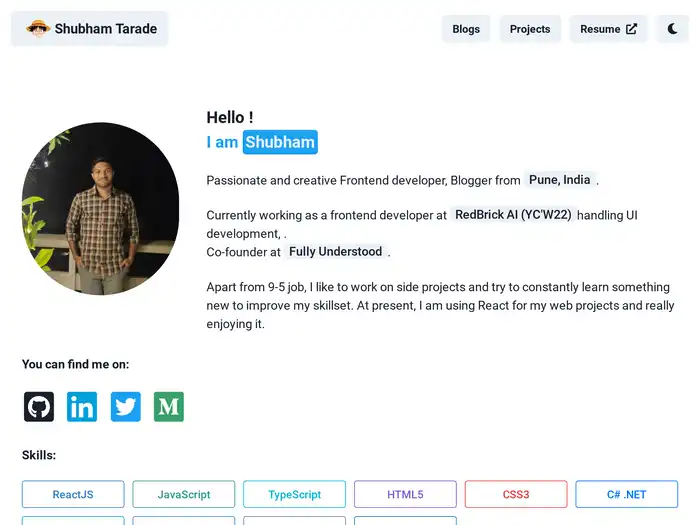 Shubham Tarade
Blogs
Projects
Resume
Hello !
I am Shubham
Passionate and creative Frontend developer, Blogger from Pune, India .
Currently working as a frontend developer at RedBrick AI (YC'W22) handling UI
development, .
Co-founder at Fully Understood .
Apart from 9-5 job, I like to work on side projects and try to constantly learn something
new to improve my skillset. At present, I am using React for my web projects and really
enjoying it.
You can find me on:
in
M
Skills:
ReactJS
JavaScript
TypeScript
HTML5
CSS3
C# .NET